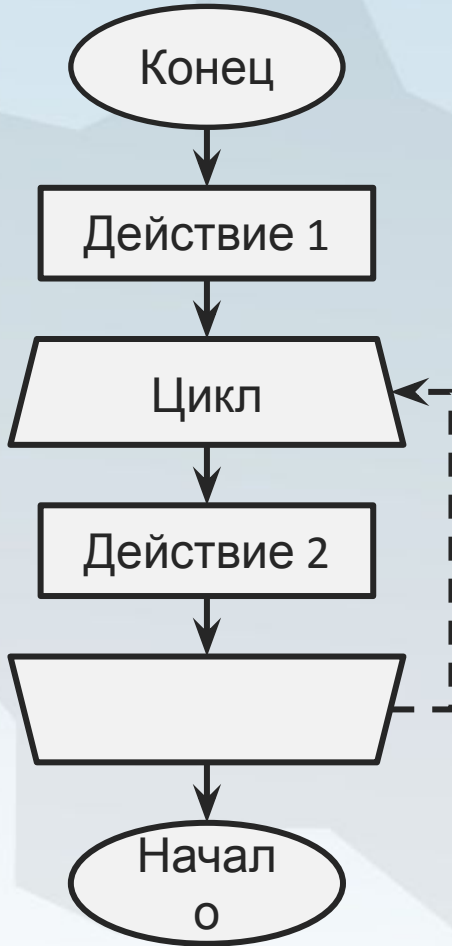 Конец
Действие 1
Цикл
Действие 2
Начал
о